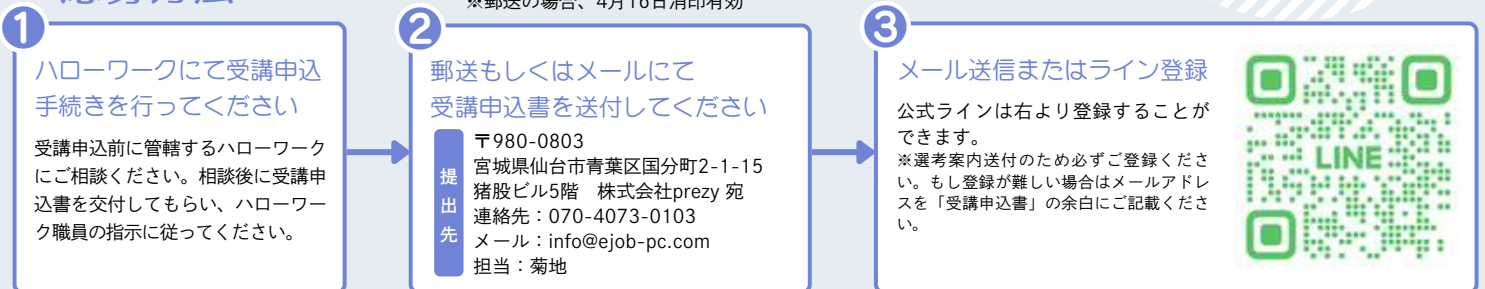 応募方法
※郵送の場合、4月16日消印有効
1
ハローワークにて受講申込
手続きを行ってください
受講申込前に管轄するハローワーク
にご相談ください。相談後に受講申
込書を交付してもらい、ハローワー
ク職員の指示に従ってください。
2
郵送もしくはメールにて
受講申込書を送付してください
提出先
〒980-0803
宮城県仙台市青葉区国分町2-1-15
猪股ビル5階 株式会社prezy 宛
連絡先：070-4073-0103
メール：info@ejob-pc.com
担当：菊地
3
メール送信またはライン登録
公式ラインは右より登録することが
できます。
※選考案内送付のため必ずご登録くださ
い。もし登録が難しい場合はメールアドレ
スを「受講申込書」の余白にご記載くださ
い。
LINE